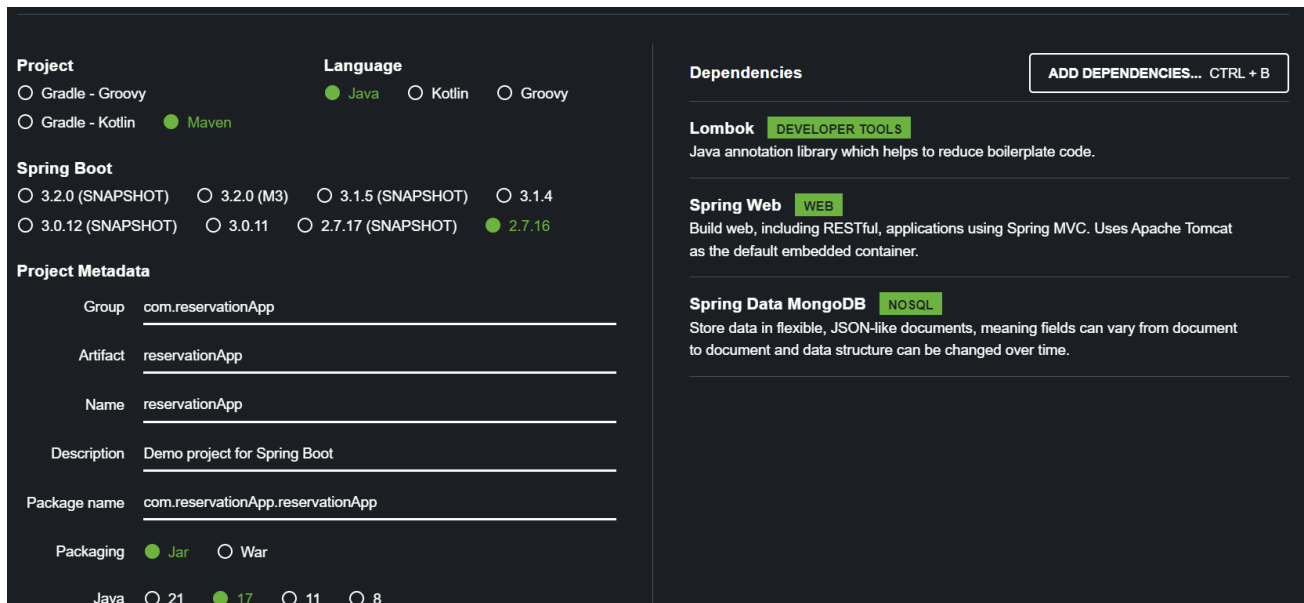 Project
Gradle - Groovy
Gradle - Kotlin Maven
Language
Java Kotlin Groovy
Spring Boot
3.2.0 (SNAPSHOT) 3.2.0 (M3) 3.1.5 (SNAPSHOT) 3.1.4
3.0.12 (SNAPSHOT) 3.0.11 2.7.17 (SNAPSHOT) 2.7.16
Project Metadata
Group com.reservationApp
Artifact reservationApp
Name reservationApp
Description Demo project for Spring Boot
Package name com.reservationApp.reservationApp
Packaging Jar War
Java 21 17 11 8
Dependencies ADD DEPENDENCIES... CTRL + B
Lombok DEVELOPER TOOLS
Java annotation library which helps to reduce boilerplate code.
Spring Web WEB
Build web, including RESTful, applications using Spring MVC. Uses Apache Tomcat
as the default embedded container.
Spring Data MongoDB NOSQL
Store data in flexible, JSON-like documents, meaning fields can vary from document
to document and data structure can be changed over time.